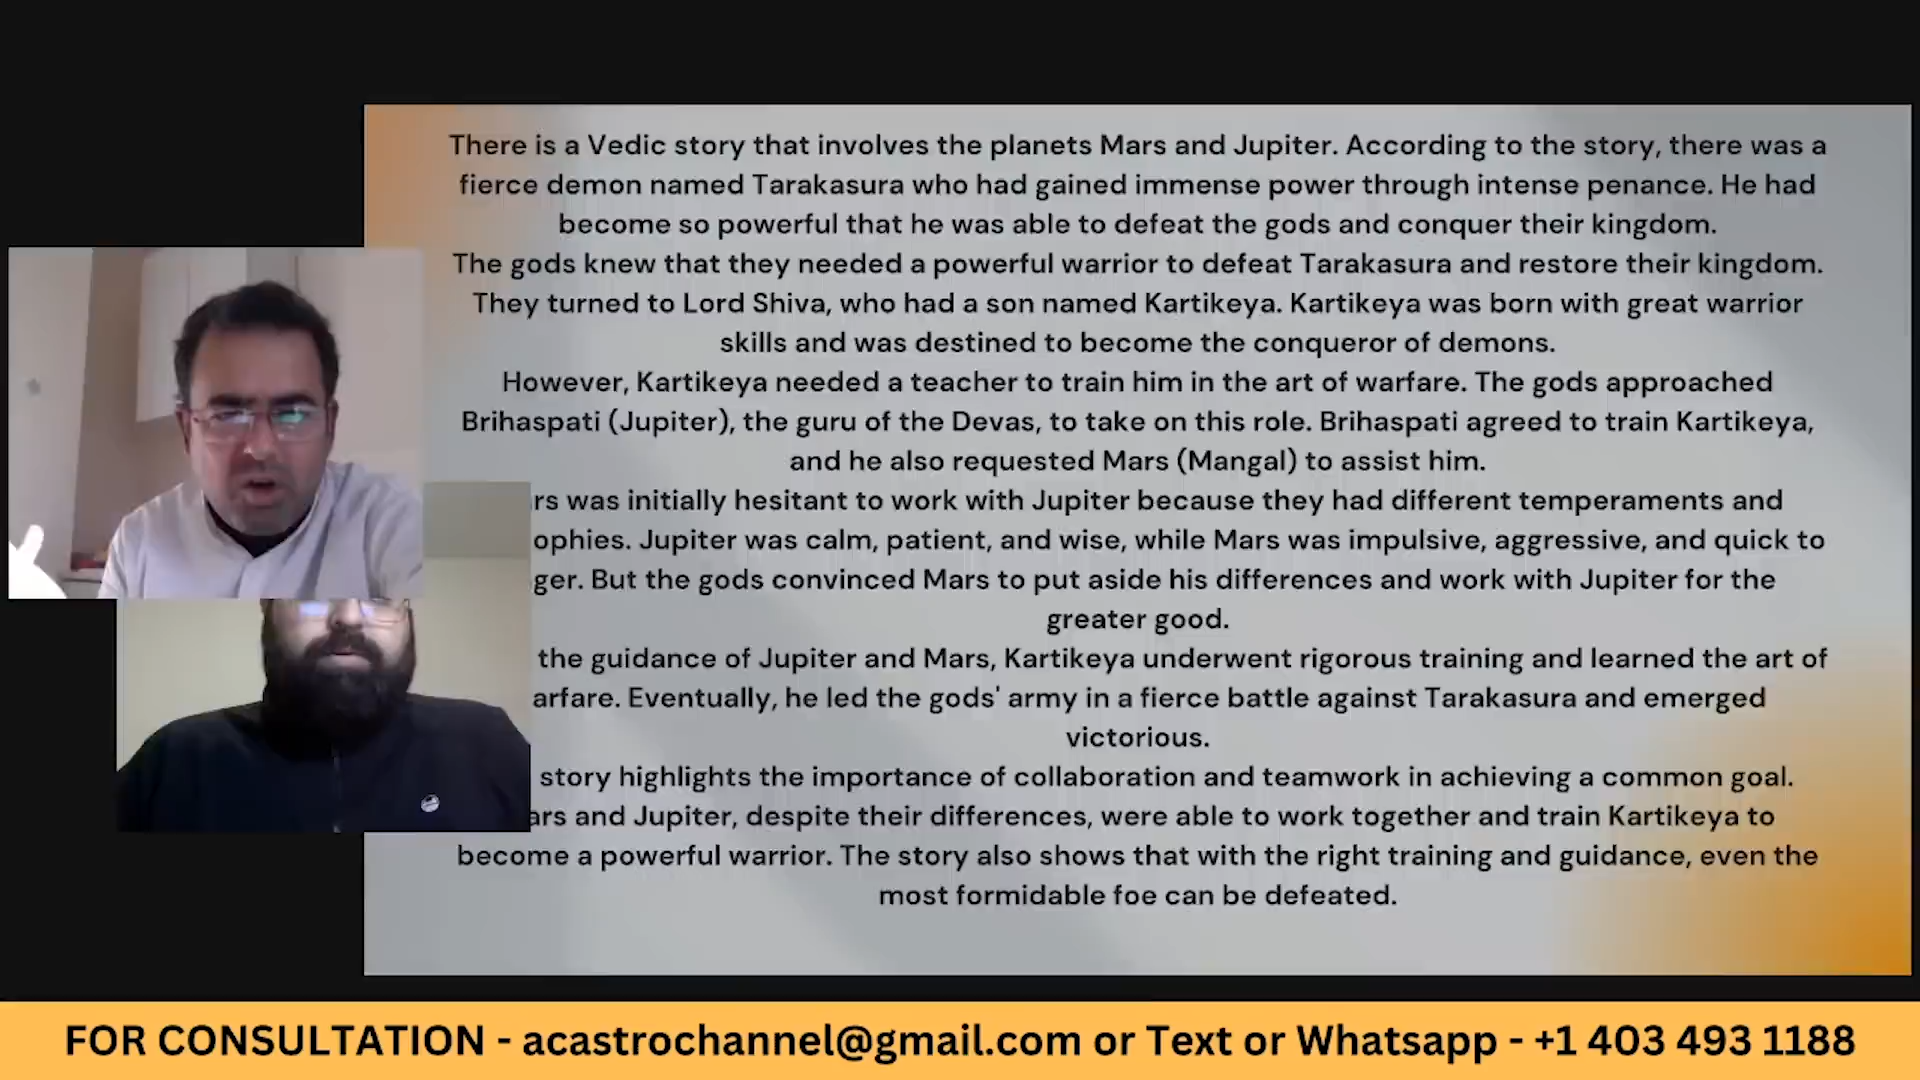 There is a Vedic story that involves the planets Mars and Jupiter. According to the story, there was a
fierce demon named Tarakasura who had gained immense power through intense penance. He had
become so powerful that he was able to defeat the gods and conquer their kingdom.
The gods knew that they needed a powerful warrior to defeat Tarakasura and restore their kingdom.
They turned to Lord Shiva, who had a son named Kartikeya. Kartikeya was born with great warrior
skills and was destined to become the conqueror of demons.
However, Kartikeya needed a teacher to train him in the art of warfare. The gods approached
Brihaspati (Jupiter), the guru of the Devas, to take on this role. Brihaspati agreed to train Kartikeya,
and he also requested Mars (Mangal) to assist him.
was initially hesitant to work with Jupiter because they had different temperaments and
Jupiter was calm, patient, and wise, while Mars was impulsive, aggressive, and quick to
But the gods convinced Mars to put aside his differences and work with Jupiter for the
greater good.
the guidance of Jupiter and Mars, Kartikeya underwent rigorous training and learned the art of
Eventually, he led the gods' army in a fierce battle against Tarakasura and emerged
victorious.
story highlights the importance of collaboration and teamwork in achieving a common goal.
and Jupiter, despite their differences, were able to work together and train Kartikeya to
become a powerful warrior. The story also shows that with the right training and guidance, even the
most formidable foe can be defeated.
FOR CONSULTATION - acastrochannel@gmail.com or Text or Whatsapp - +1 403 493 1188